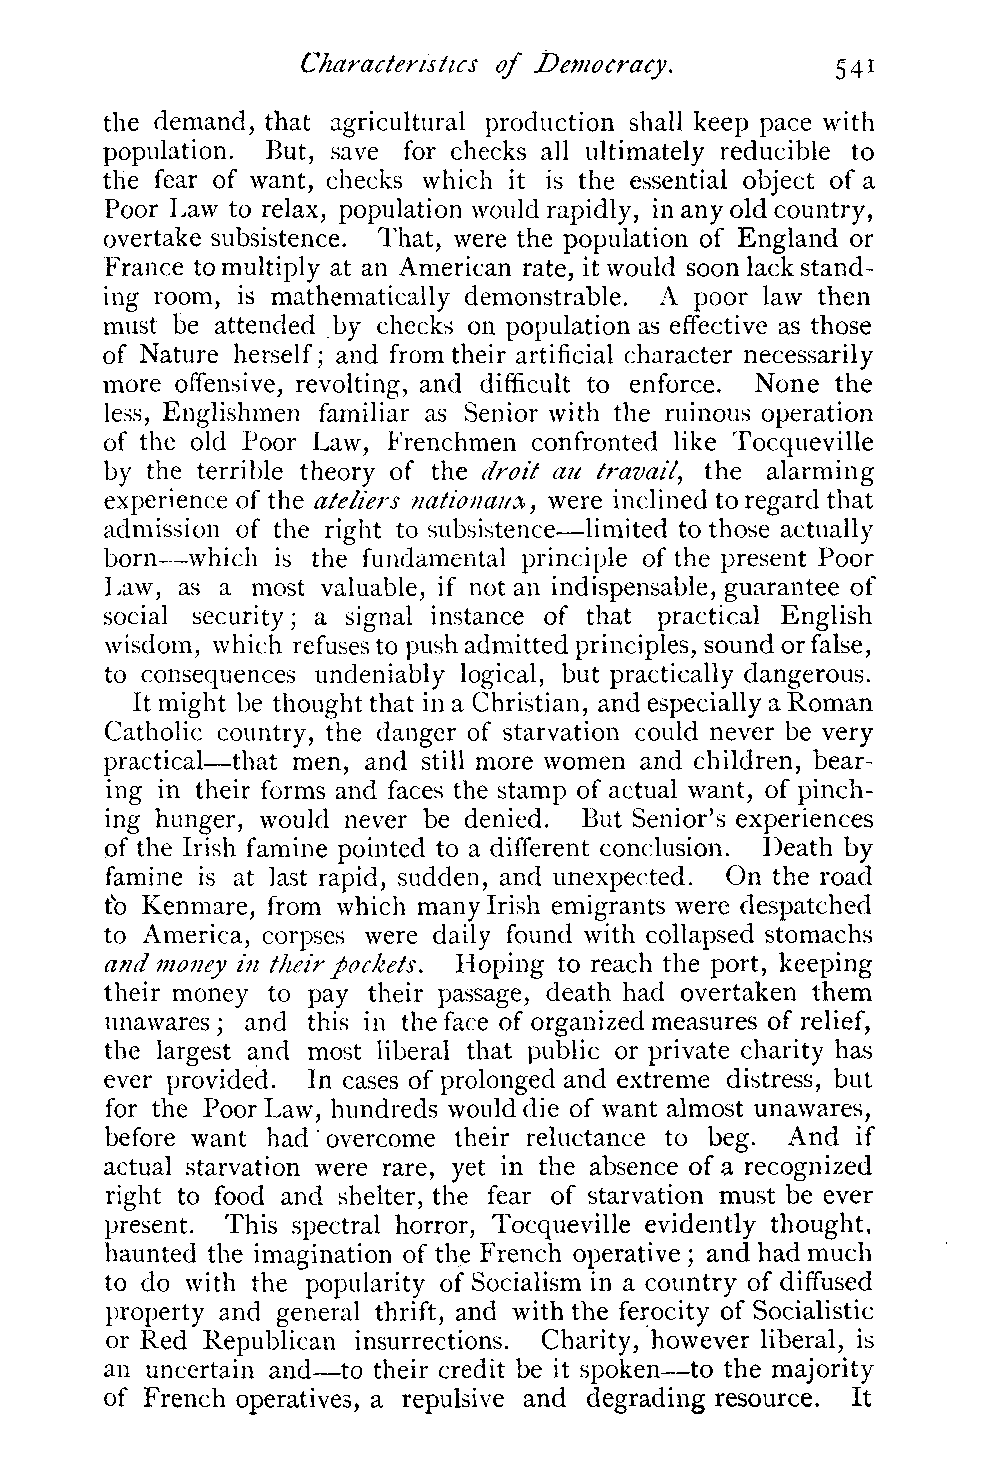 Characteristics of Democracy. 541
the demand, that agricultural production shall keep pace with
population. But, save for checks all ultimately reducible to
the fear of want, checks which it is the essential object of a
Poor Law to relax, population would rapidly, in any old country,
overtake subsistence. That, were the population of England or
France to multiply at an American rate, it would soon lack stand-
ing room, is mathematically demonstrable. A poor law then
must be attended by checks on population as effective as those
of Nature herself; and from their artificial character necessarily
more offensive, revolting, and difficult to enforce. None the
less, Englishmen familiar as Senior with the ruinous operation
of the old Poor Law, Frenchmen confronted like Tocqueville
by the terrible theory of the droit au travail, the alarming
experience of the ateliers nationaux, were inclined to regard that
admission of the right to subsistence—limited to those actually
born—which is the fundamental principle of the present Poor
Law, as a most valuable, if not an indispensable, guarantee of
social security; a signal instance of that practical English
wisdom, which refuses to push admitted principles, sound or false,
to consequences undeniably logical, but practically dangerous.
It might be thought that in a Christian, and especially a Roman
Catholic country, the danger of starvation could never be very
practical—that men, and still more women and children, bear-
ing in their forms and faces the stamp of actual want, of pinch-
ing hunger, would never be denied. But Senior's experiences
of the Irish famine pointed to a different conclusion. Death by
famine is at last rapid, sudden, and unexpected. On the road
to Kenmare, from which many Irish emigrants were despatched
to America, corpses were daily found with collapsed stomachs
and money in their pockets. Hoping to reach the port, keeping
their money to pay their passage, death had overtaken them
unawares; and this in the face of organized measures of relief,
the largest and most liberal that public or private charity has
ever provided. In cases of prolonged and extreme distress, but
for the Poor Law, hundreds would die of want almost unawares,
before want had overcome their reluctance to beg. And if
actual starvation were rare, yet in the absence of a recognized
right to food and shelter, the fear of starvation must be ever
present. This spectral horror, Tocqueville evidently thought,
haunted the imagination of the French operative; and had much
to do with the popularity of Socialism in a country of diffused
property and general thrift, and with the ferocity of Socialistic
or Red Republican insurrections. Charity, however liberal, is
an uncertain and—to their credit be it spoken—to the majority
of French operatives, a repulsive and degrading resource. It